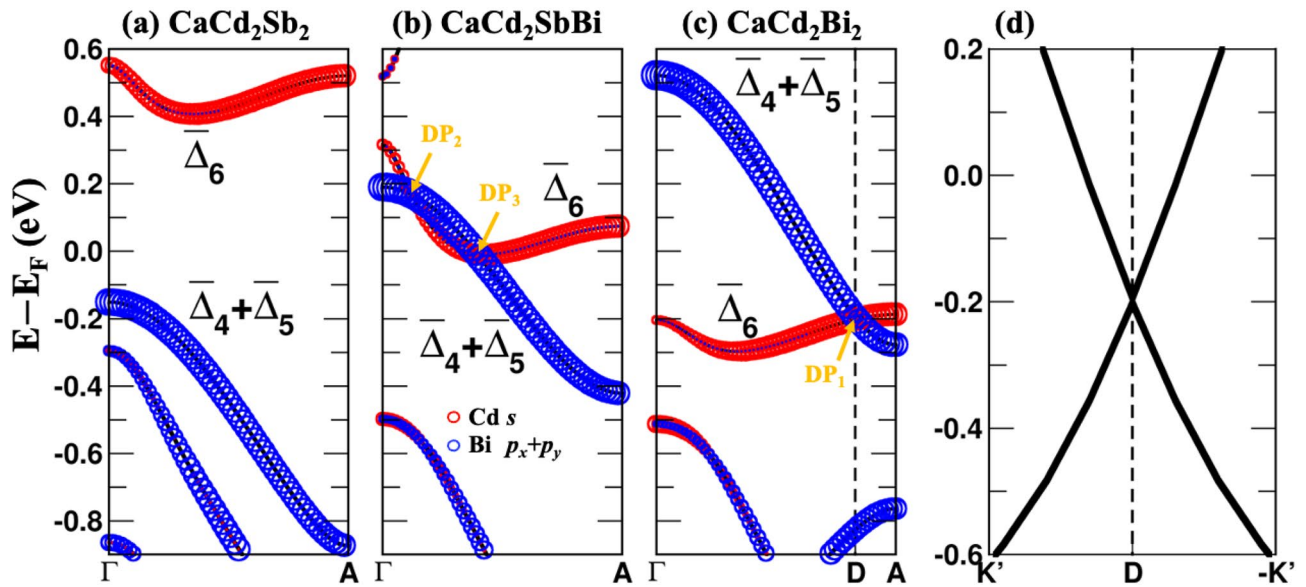 (a) CaCd₂Sb₂
(b) CaCd₂SbBi
(c) CaCd₂Bi₂
(d)
E−E_F (eV)
0.6
0.4
0.2
0.0
-0.2
-0.4
-0.6
-0.8
Δ̅₆
Δ̅₄+Δ̅₅
Γ
A
DP₂
DP₃
Δ̅₆
Δ̅₄+Δ̅₅
Cd s
Bi pₓ+p_y
Γ
A
Δ̅₄+Δ̅₅
Δ̅₆
DP₁
Γ
D
A
0.2
0.0
-0.2
-0.4
-0.6
K'
D
-K'